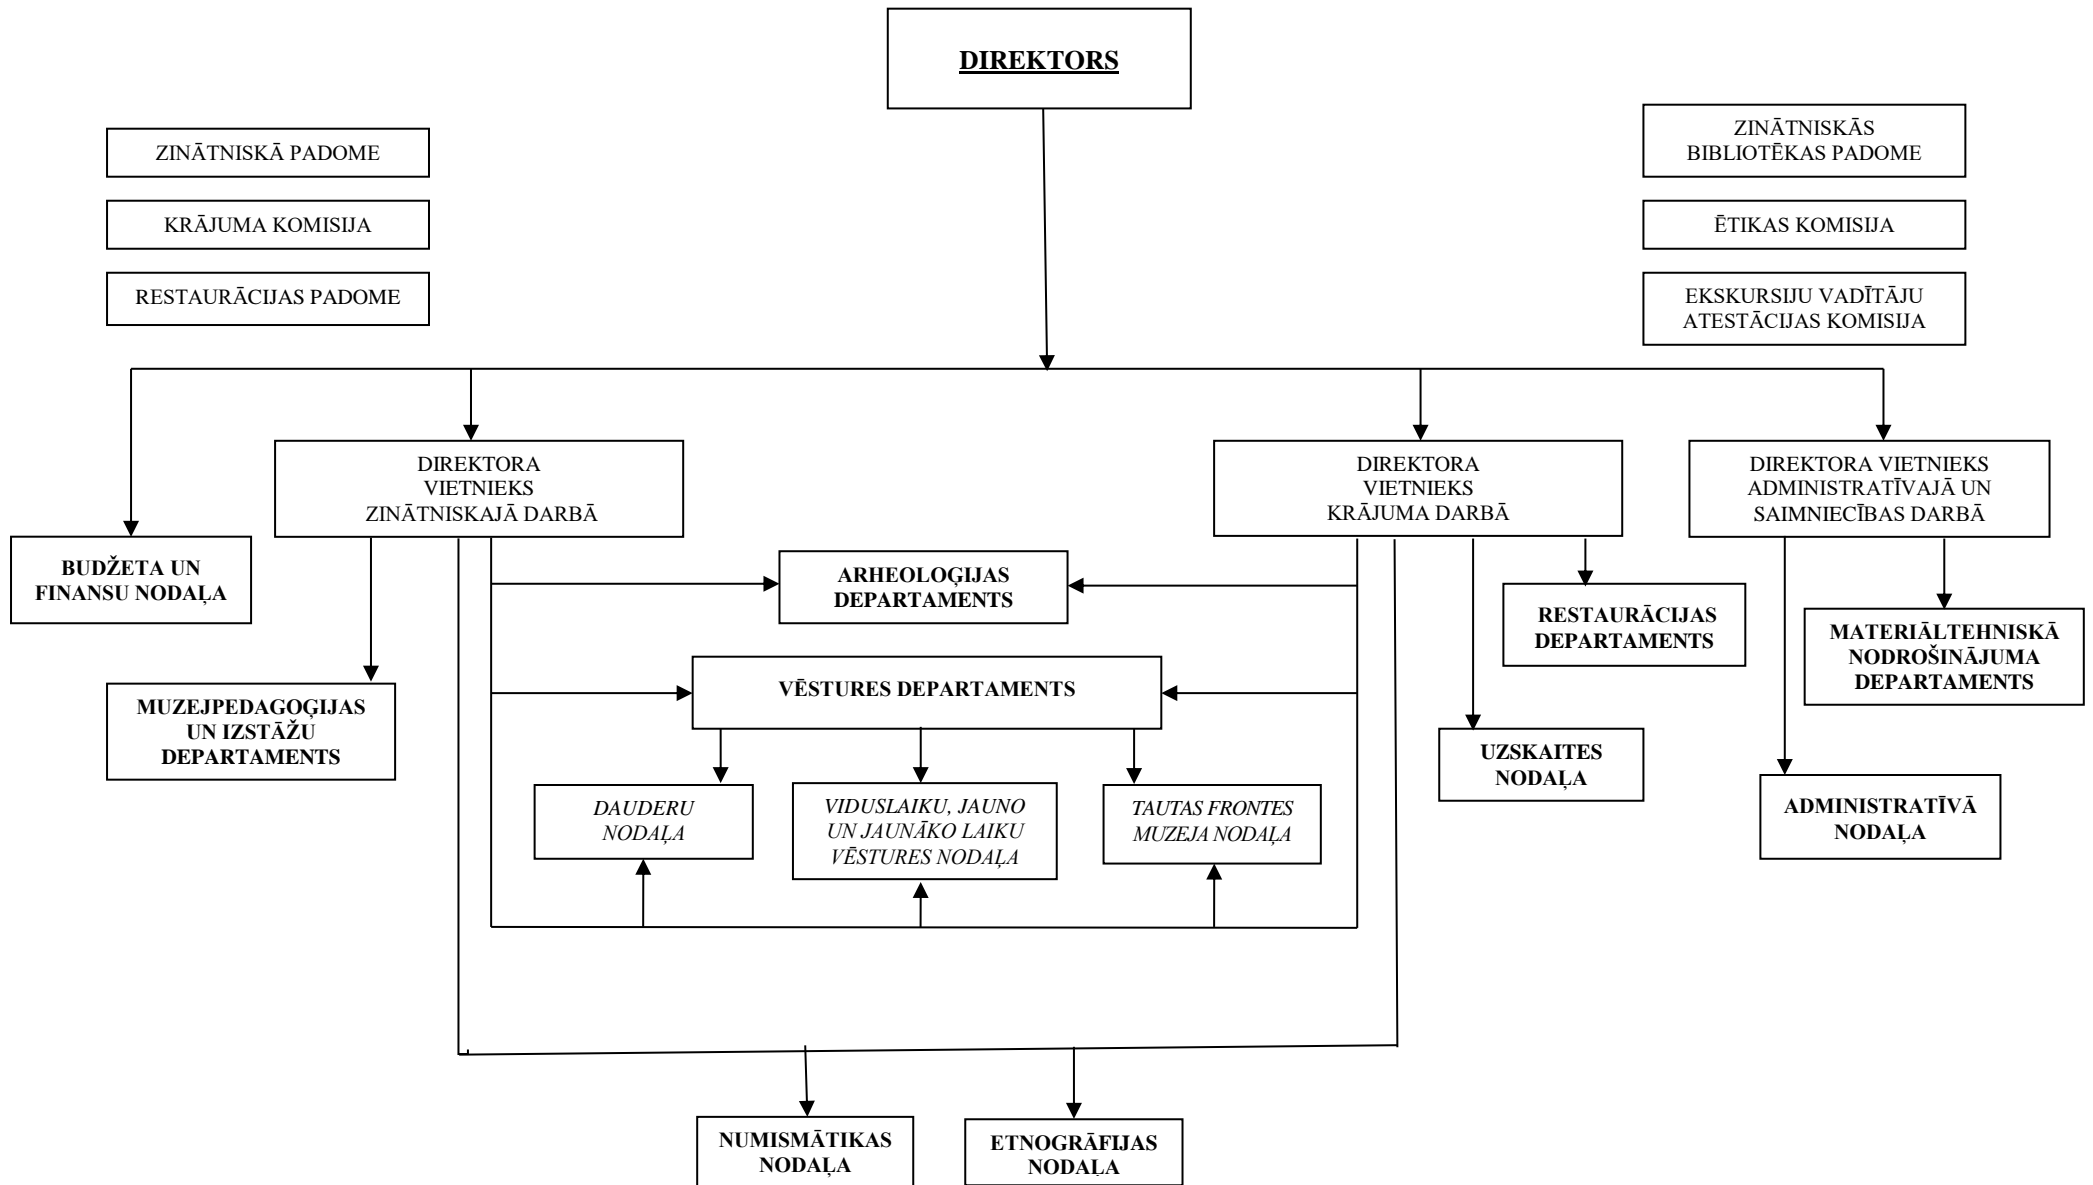 DIREKTORS
ZINĀTNISKĀ PADOME
KRĀJUMA KOMISIJA
RESTAURĀCIJAS PADOME
ZINĀTNISKĀS
BIBLIOTĒKAS PADOME
ĒTIKAS KOMISIJA
EKSKURSIJU VADĪTĀJU
ATESTĀCIJAS KOMISIJA
DIREKTORA
VIETNIEKS
ZINĀTNISKAJĀ DARBĀ
DIREKTORA
VIETNIEKS
KRĀJUMA DARBĀ
DIREKTORA VIETNIEKS
ADMINISTRATĪVAJĀ UN
SAIMNIECĪBAS DARBĀ
BUDŽETA UN
FINANSU NODAĻA
ARHEOLOĢIJAS
DEPARTAMENTS
RESTAURĀCIJAS
DEPARTAMENTS
MATERIĀLTEHNISKĀ
NODROŠINĀJUMA
DEPARTAMENTS
MUZEJPEDAGOĢIJAS
UN IZSTĀŽU
DEPARTAMENTS
VĒSTURES DEPARTAMENTS
UZSKAITES
NODAĻA
ADMINISTRATĪVĀ
NODAĻA
DAUDERU
NODAĻA
VIDUSLAIKU, JAUNO
UN JAUNĀKO LAIKU
VĒSTURES NODAĻA
TAUTAS FRONTES
MUZEJA NODAĻA
NUMISMĀTIKAS
NODAĻA
ETNOGRĀFIJAS
NODAĻA